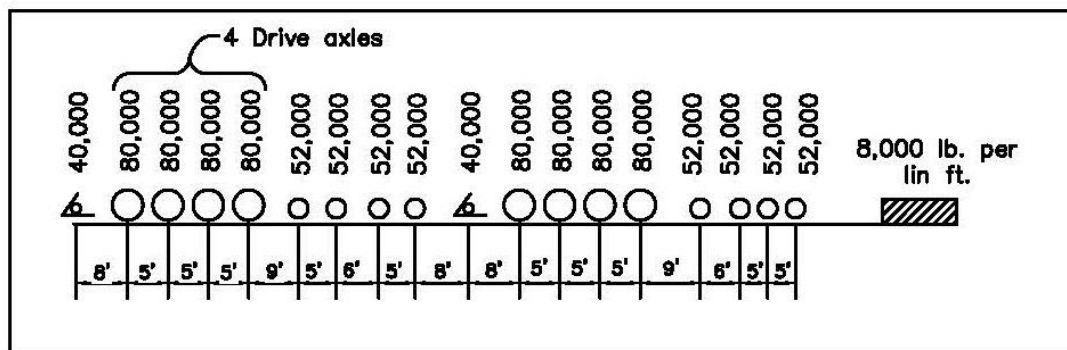 4 Drive axles
40,000 80,000 80,000 80,000 80,000 52,000 52,000 52,000 52,000 40,000 80,000 80,000 80,000 80,000 52,000 52,000 52,000 52,000
8,000 lb. per
lin ft.
8' 5' 5' 5' 9' 5' 6' 5' 8' 8' 5' 5' 5' 9' 6' 5' 5'